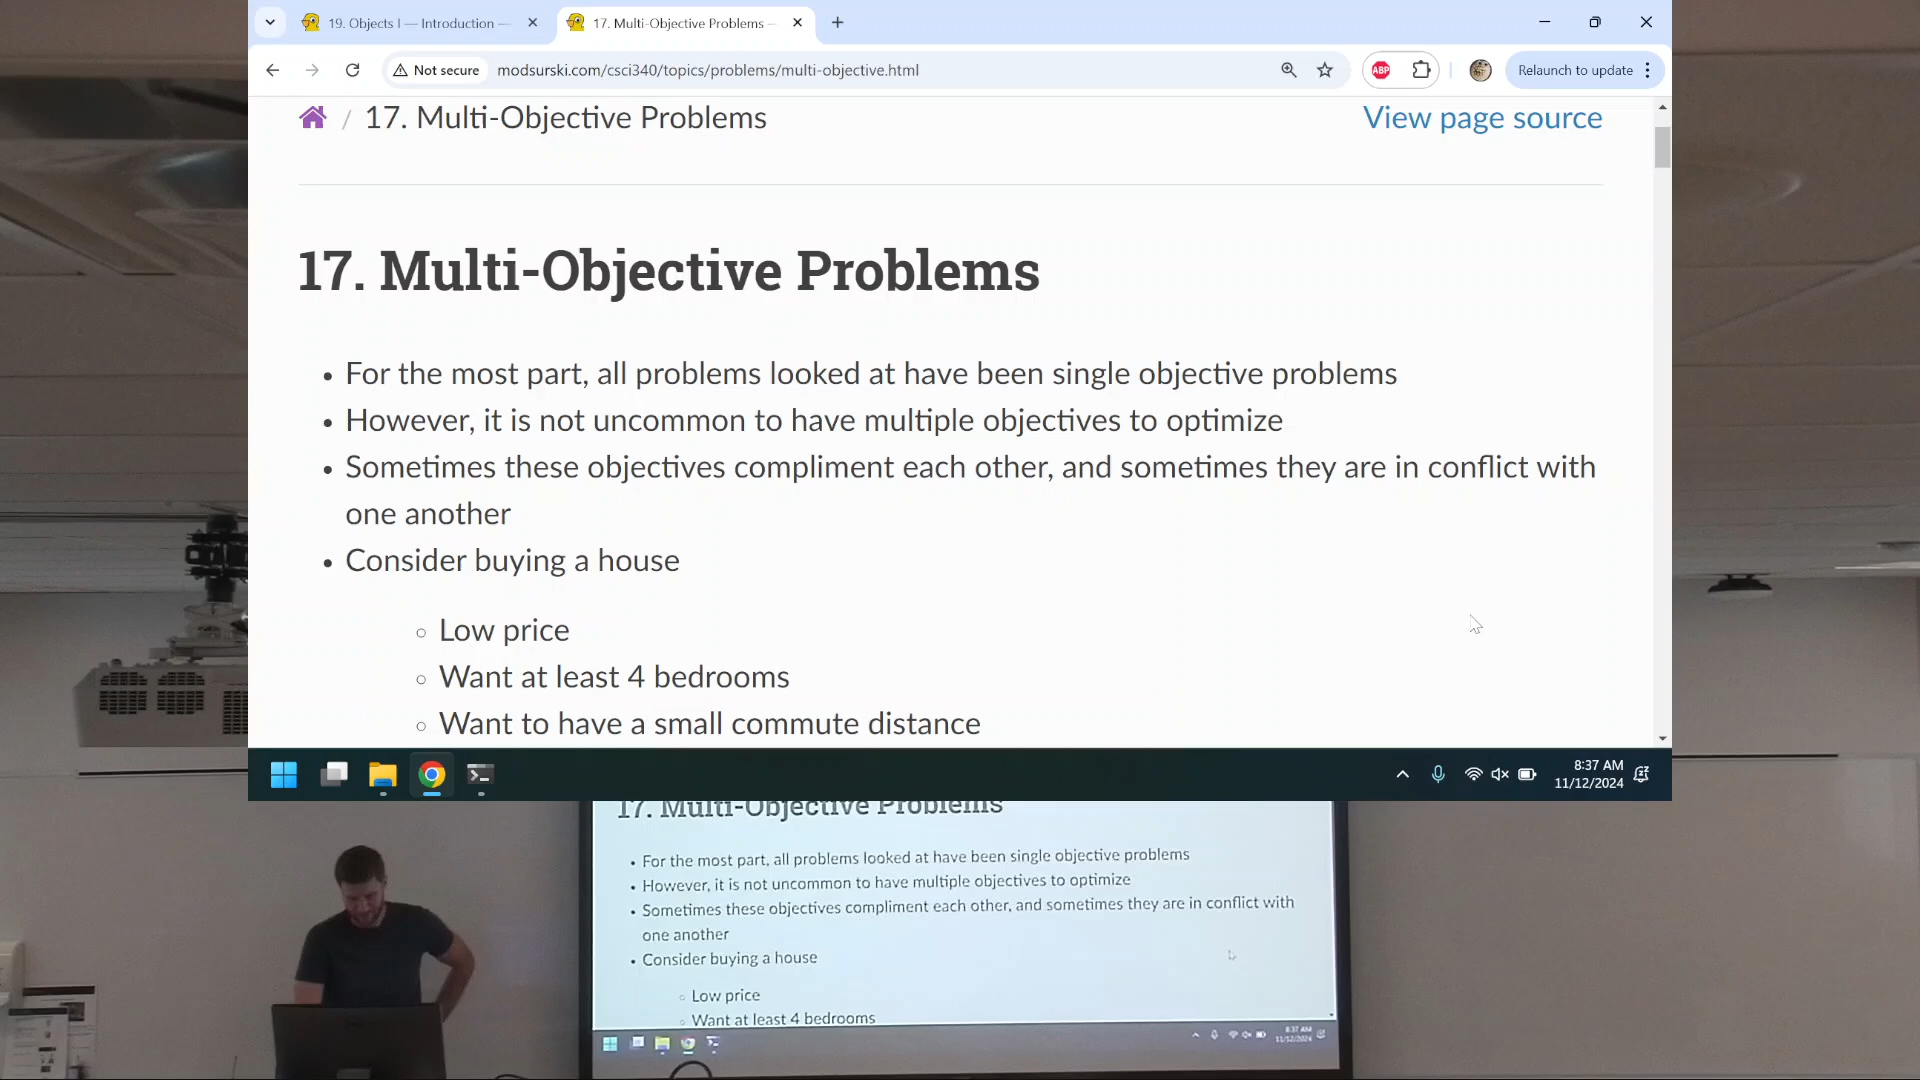 19. Objects I — Introduction —
17. Multi-Objective Problems —
Not secure
modsurski.com/csci340/topics/problems/multi-objective.html
ABP
Relaunch to update
/ 17. Multi-Objective Problems
View page source
17. Multi-Objective Problems
• For the most part, all problems looked at have been single objective problems
• However, it is not uncommon to have multiple objectives to optimize
• Sometimes these objectives compliment each other, and sometimes they are in conflict with
one another
• Consider buying a house
◦ Low price
◦ Want at least 4 bedrooms
◦ Want to have a small commute distance
8:37 AM
11/12/2024
17. Multi-Objective Problems
• For the most part, all problems looked at have been single objective problems
• However, it is not uncommon to have multiple objectives to optimize
• Sometimes these objectives compliment each other, and sometimes they are in conflict with
one another
• Consider buying a house
◦ Low price
◦ Want at least 4 bedrooms
8:37 AM
11/12/2024